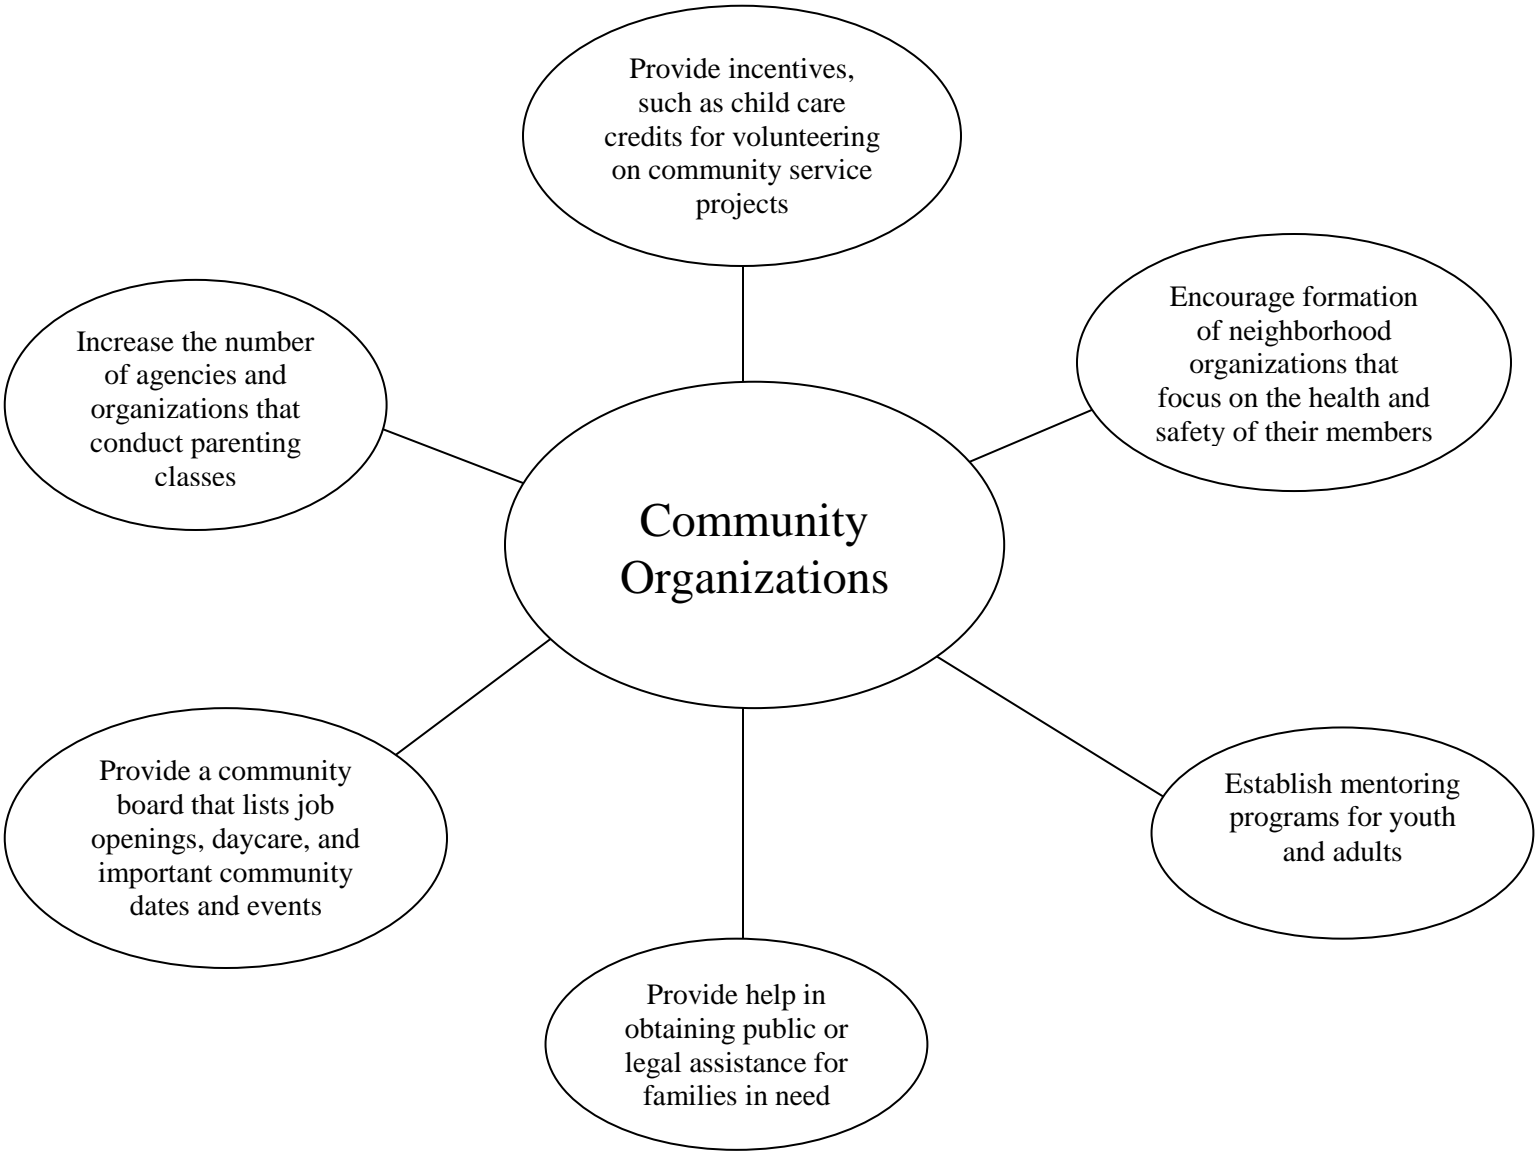 Provide incentives,
such as child care
credits for volunteering
on community service
projects
Encourage formation
of neighborhood
organizations that
focus on the health and
safety of their members
Increase the number
of agencies and
organizations that
conduct parenting
classes
Community
Organizations
Provide a community
board that lists job
openings, daycare, and
important community
dates and events
Establish mentoring
programs for youth
and adults
Provide help in
obtaining public or
legal assistance for
families in need